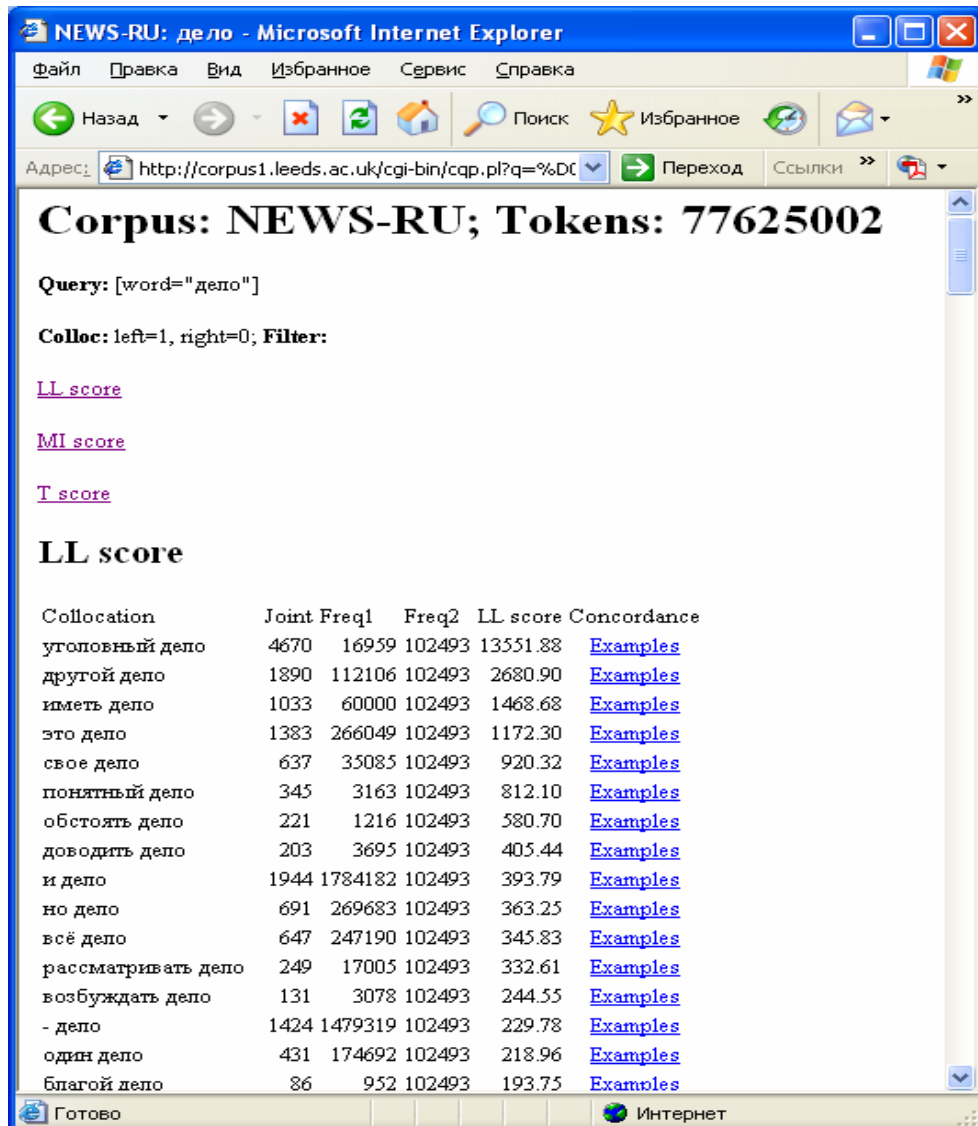 NEWS-RU: дело - Microsoft Internet Explorer
Файл Правка Вид Избранное Сервис Справка
Назад Поиск Избранное »
Адрес: http://corpus1.leeds.ac.uk/cgi-bin/cqp.pl?q=%D0 Переход Ссылки »
Corpus: NEWS-RU; Tokens: 77625002
Query: [word="дело"]
Colloc: left=1, right=0; Filter:
LL score
MI score
T score
LL score
Collocation Joint Freq1 Freq2 LL score Concordance
уголовный дело 4670 16959 102493 13551.88 Examples
другой дело 1890 112106 102493 2680.90 Examples
иметь дело 1033 60000 102493 1468.68 Examples
это дело 1383 266049 102493 1172.30 Examples
свое дело 637 35085 102493 920.32 Examples
понятный дело 345 3163 102493 812.10 Examples
обстоять дело 221 1216 102493 580.70 Examples
доводить дело 203 3695 102493 405.44 Examples
и дело 1944 1784182 102493 393.79 Examples
но дело 691 269683 102493 363.25 Examples
всё дело 647 247190 102493 345.83 Examples
рассматривать дело 249 17005 102493 332.61 Examples
возбуждать дело 131 3078 102493 244.55 Examples
- дело 1424 1479319 102493 229.78 Examples
один дело 431 174692 102493 218.96 Examples
благой дело 86 952 102493 193.75 Examples
Готово Интернет